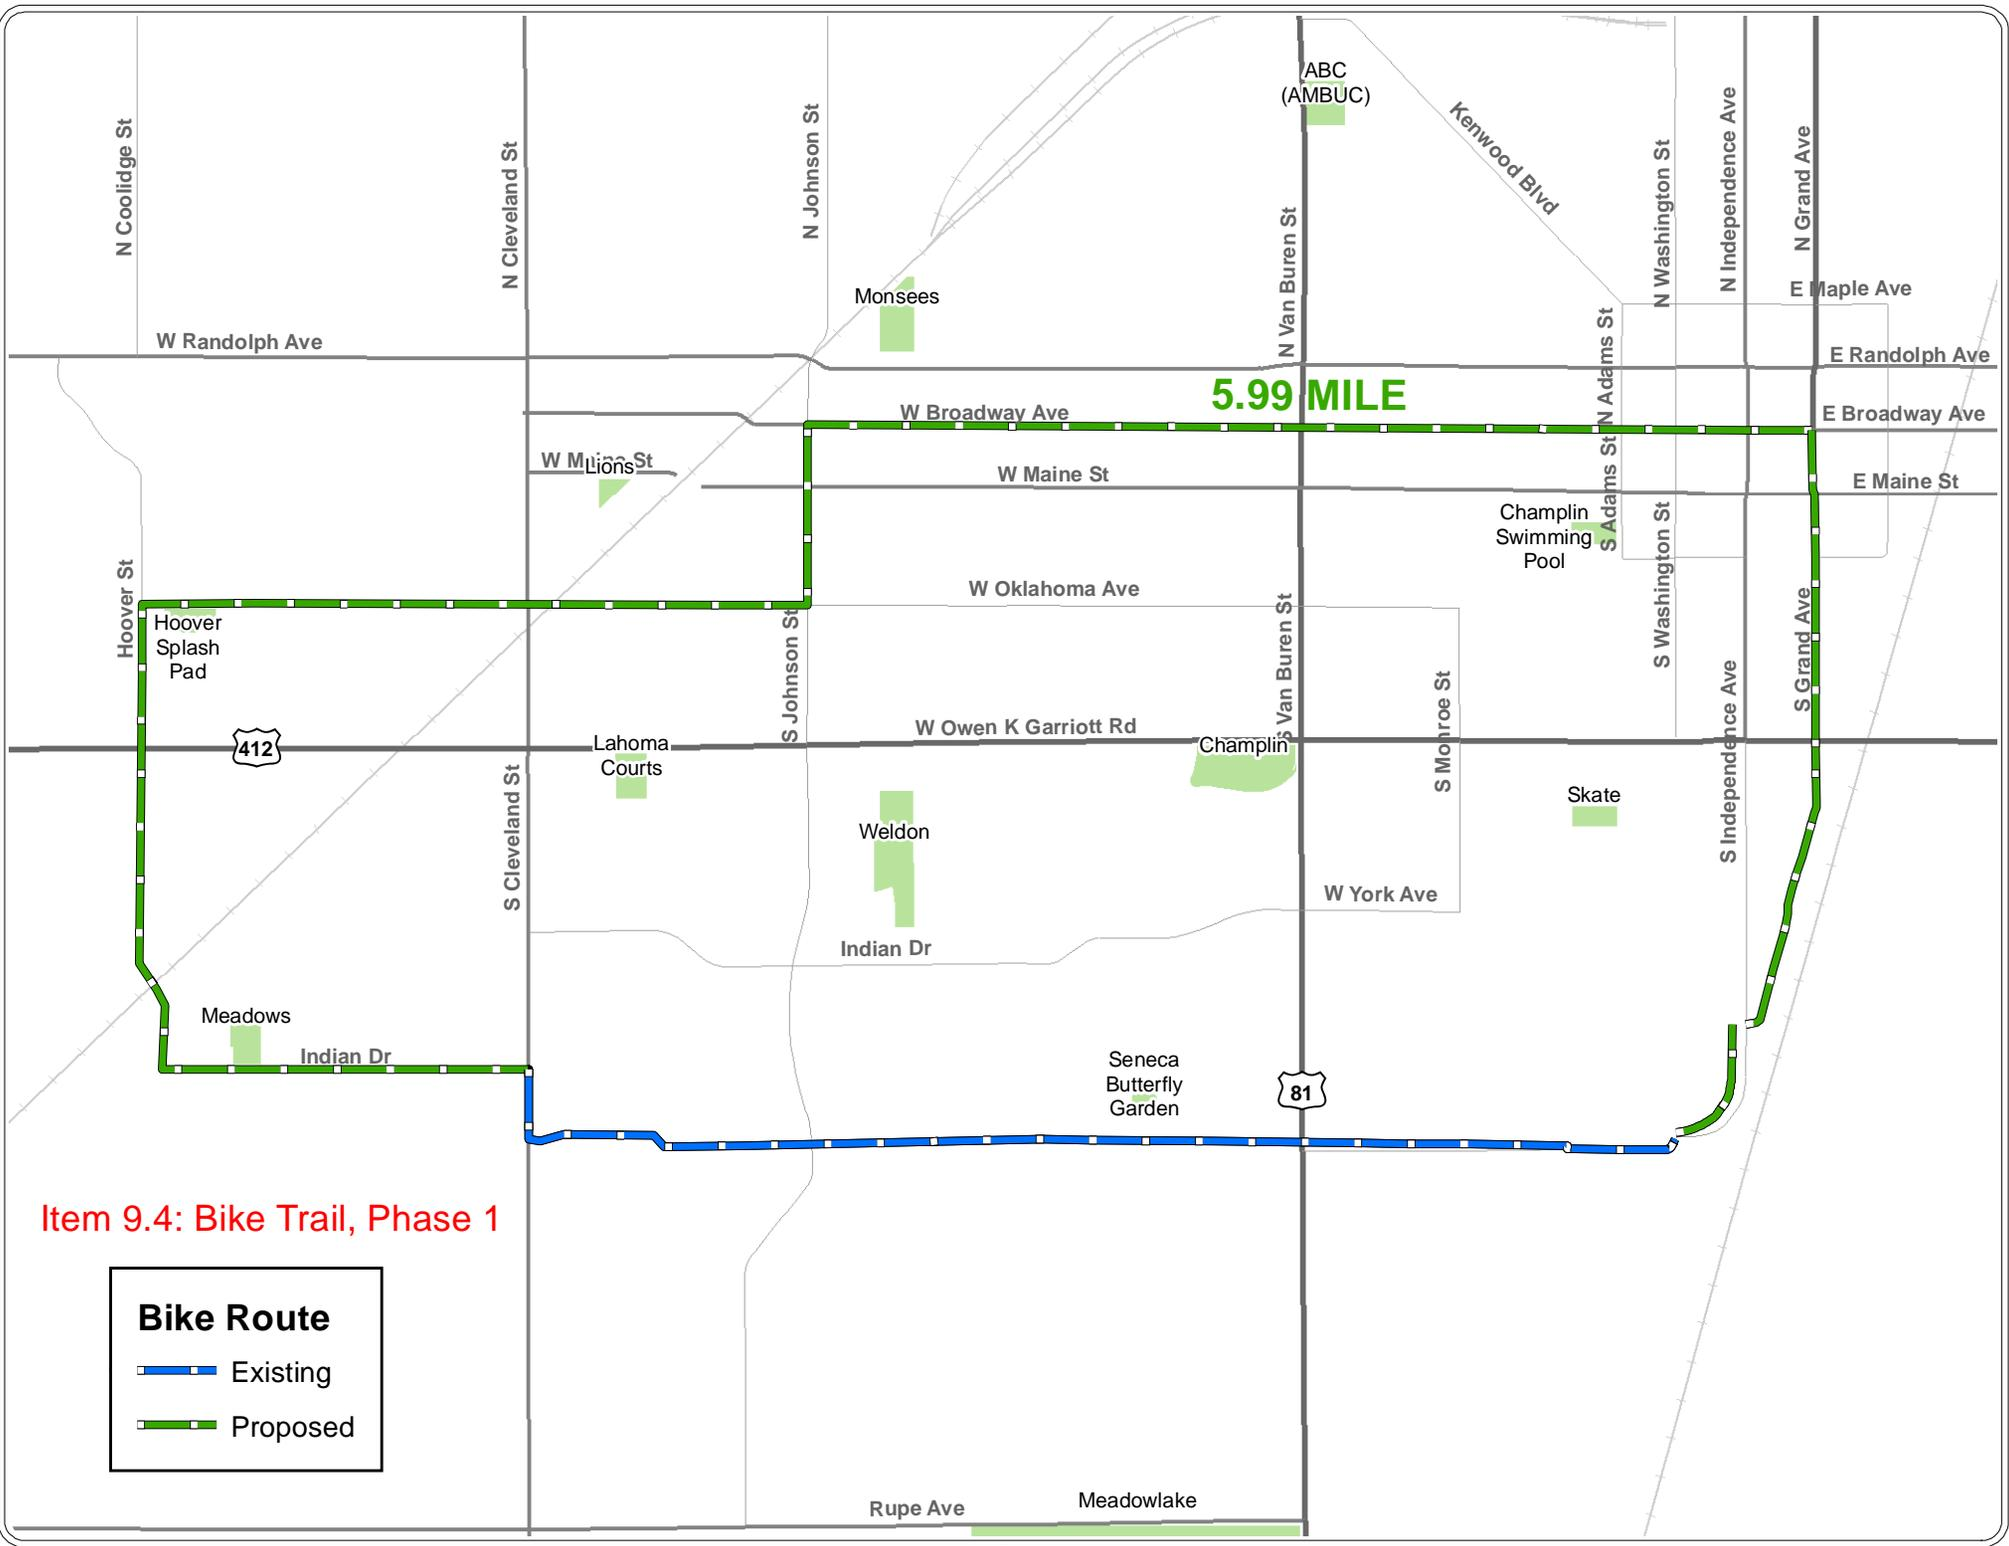 N Coolidge St
N Cleveland St
N Johnson St
ABC
(AMBUC)
Kenwood Blvd
N Van Buren St
N Washington St
N Independence Ave
N Grand Ave
Monsees
E Maple Ave
W Randolph Ave
E Randolph Ave
N Adams St
5.99 MILE
W Broadway Ave
E Broadway Ave
W Maine St
Lions
W Maine St
E Maine St
S Adams St
Champlin
Swimming
Pool
Hoover St
W Oklahoma Ave
S Washington St
Hoover
Splash
Pad
S Johnson St
S Van Buren St
S Monroe St
S Grand Ave
412
W Owen K Garriott Rd
Lahoma
Courts
Champlin
S Cleveland St
Weldon
Skate
S Independence Ave
W York Ave
Indian Dr
Meadows
Indian Dr
Seneca
Butterfly
Garden
81
Item 9.4: Bike Trail, Phase 1
Bike Route
Existing
Proposed
Rupe Ave
Meadowlake